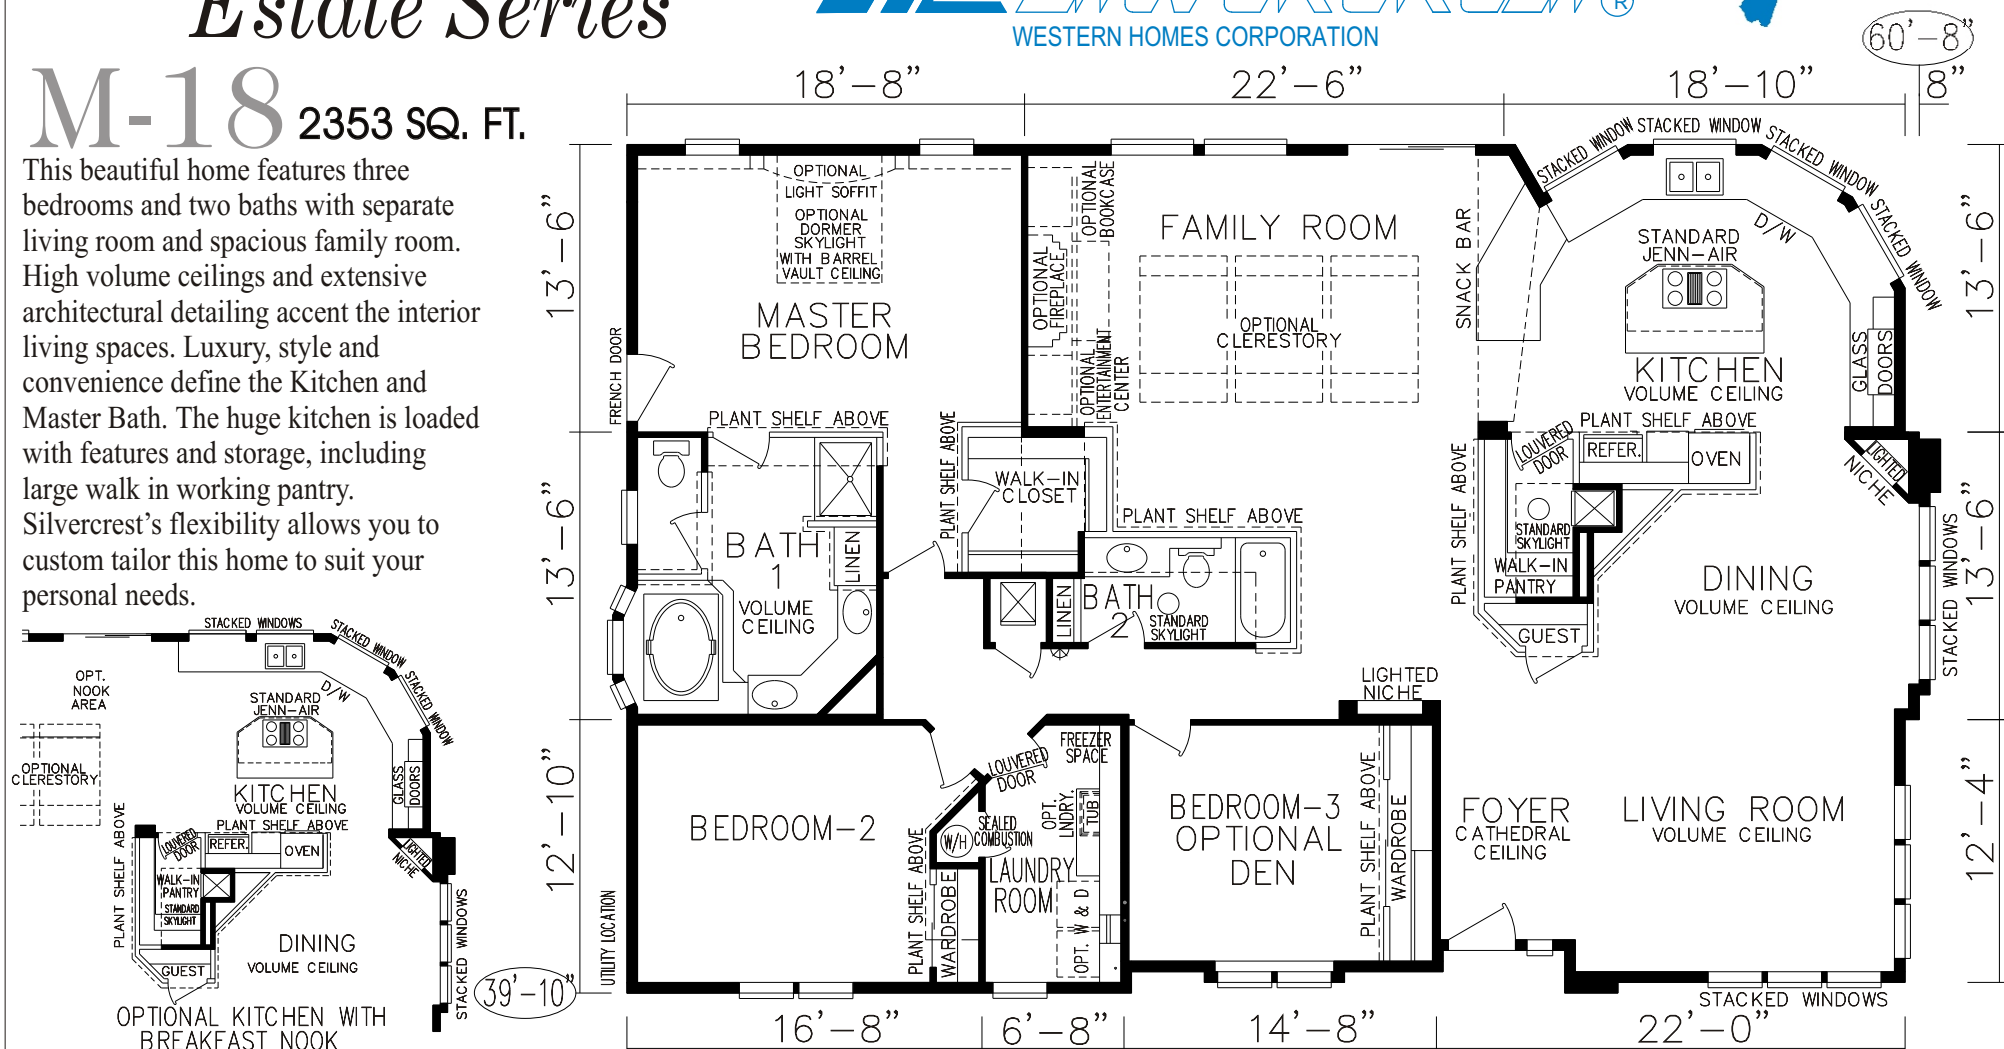 Estate Series
WESTERN HOMES CORPORATION
®
M-18 2353 SQ. FT.
This beautiful home features three
bedrooms and two baths with separate
living room and spacious family room.
High volume ceilings and extensive
architectural detailing accent the interior
living spaces. Luxury, style and
convenience define the Kitchen and
Master Bath. The huge kitchen is loaded
with features and storage, including
large walk in working pantry.
Silvercrest's flexibility allows you to
custom tailor this home to suit your
personal needs.
60'-8"
18'-8"
22'-6"
18'-10"
8"
13'-6"
13'-6"
12'-10"
39'-10"
UTILITY LOCATION
FRENCH DOOR
OPTIONAL
LIGHT SOFFIT
OPTIONAL
DORMER
SKYLIGHT
WITH BARREL
VAULT CEILING
MASTER
BEDROOM
PLANT SHELF ABOVE
PLANT SHELF ABOVE
BATH
1
VOLUME
CEILING
LINEN
WALK-IN
CLOSET
OPTIONAL
BOOKCASE
OPTIONAL
FIREPLACE
OPTIONAL
ENTERTAINMENT
CENTER
FAMILY ROOM
OPTIONAL
CLERESTORY
SNACK BAR
PLANT SHELF ABOVE
LINEN
BATH
2
STANDARD
SKYLIGHT
STACKED WINDOW
STACKED WINDOW
STACKED WINDOW
STACKED WINDOW
D/W
STANDARD
JENN-AIR
KITCHEN
VOLUME CEILING
GLASS
DOORS
PLANT SHELF ABOVE
LOUVERED
DOOR
REFER.
OVEN
PLANT SHELF ABOVE
STANDARD
SKYLIGHT
WALK-IN
PANTRY
GUEST
LIGHTED
NICHE
DINING
VOLUME CEILING
STACKED WINDOWS
13'-6"
13'-6"
12'-4"
LIGHTED
NICHE
BEDROOM-2
PLANT SHELF ABOVE
WARDROBE
LOUVERED
DOOR
FREEZER
SPACE
OPT.
LNDRY.
TUB
W/H
SEALED
COMBUSTION
LAUNDRY
ROOM
OPT. W & D
BEDROOM-3
OPTIONAL
DEN
PLANT SHELF ABOVE
WARDROBE
FOYER
CATHEDRAL
CEILING
LIVING ROOM
VOLUME CEILING
STACKED WINDOWS
16'-8"
6'-8"
14'-8"
22'-0"
STACKED WINDOWS
STACKED WINDOW
STACKED WINDOW
OPT.
NOOK
AREA
STANDARD
JENN-AIR
D/W
OPTIONAL
CLERESTORY
KITCHEN
VOLUME CEILING
GLASS
DOORS
PLANT SHELF ABOVE
PLANT SHELF ABOVE
LOUVERED
DOOR
REFER.
OVEN
LIGHTED
NICHE
WALK-IN
PANTRY
STANDARD
SKYLIGHT
DINING
VOLUME CEILING
STACKED WINDOWS
GUEST
OPTIONAL KITCHEN WITH
BREAKFAST NOOK